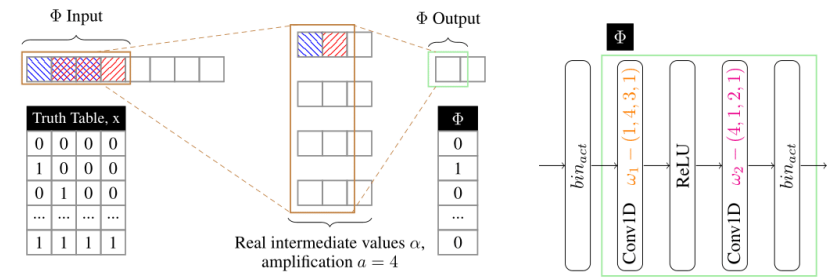 Φ Input
Truth Table, x
0 0 0 0
1 0 0 0
0 1 0 0
... ... ... ...
1 1 1 1
Real intermediate values α,
amplification a = 4
Φ Output
Φ
0
1
0
...
0
Φ
bin_act
Conv1D ω₁ − (1, 4, 3, 1)
ReLU
Conv1D ω₂ − (4, 1, 2, 1)
bin_act